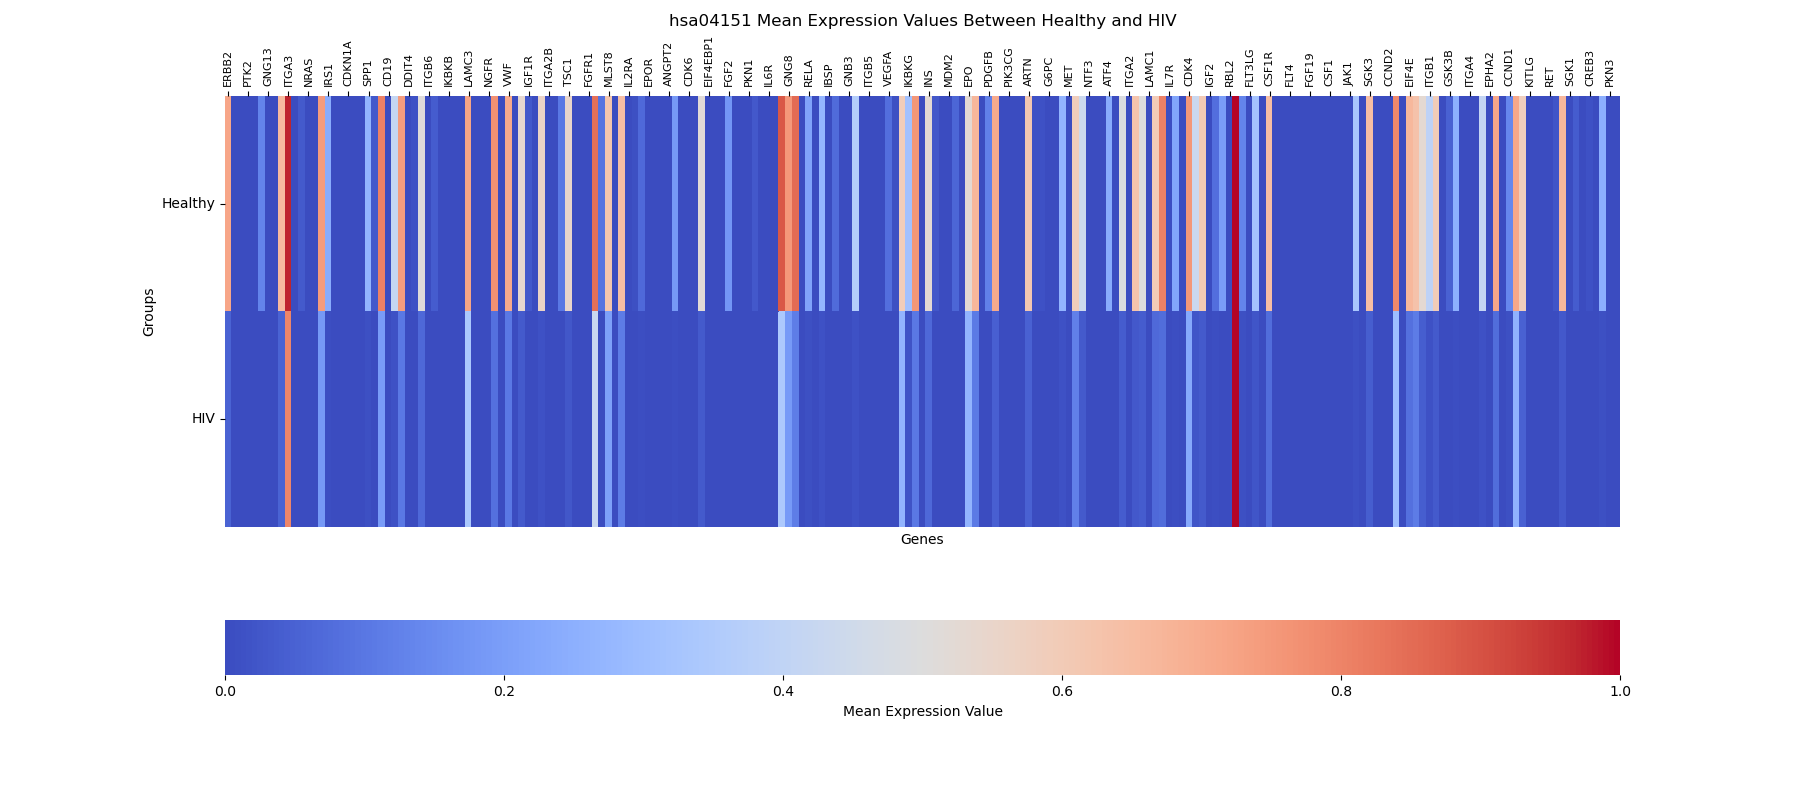 hsa04151 Mean Expression Values Between Healthy and HIV
ERBB2 PTK2 GNG13 ITGA3 NRAS IRS1 CDKN1A SPP1 CD19 DDIT4 ITGB6 IKBKB LAMC3 NGFR VWF IGF1R ITGA2B TSC1 FGFR1 MLST8 IL2RA EPOR ANGPT2 CDK6 EIF4EBP1 FGF2 PKN1 IL6R GNG8 RELA IBSP GNB3 ITGB5 VEGFA IKBKG INS MDM2 EPO PDGFB PIK3CG ARTN G6PC MET NTF3 ATF4 ITGA2 LAMC1 IL7R CDK4 IGF2 RBL2 FLT3LG CSF1R FLT4 FGF19 CSF1 JAK1 SGK3 CCND2 EIF4E ITGB1 GSK3B ITGA4 EPHA2 CCND1 KITLG RET SGK1 CREB3 PKN3
Healthy
Groups
HIV
Genes
0.0 0.2 0.4 0.6 0.8 1.0
Mean Expression Value